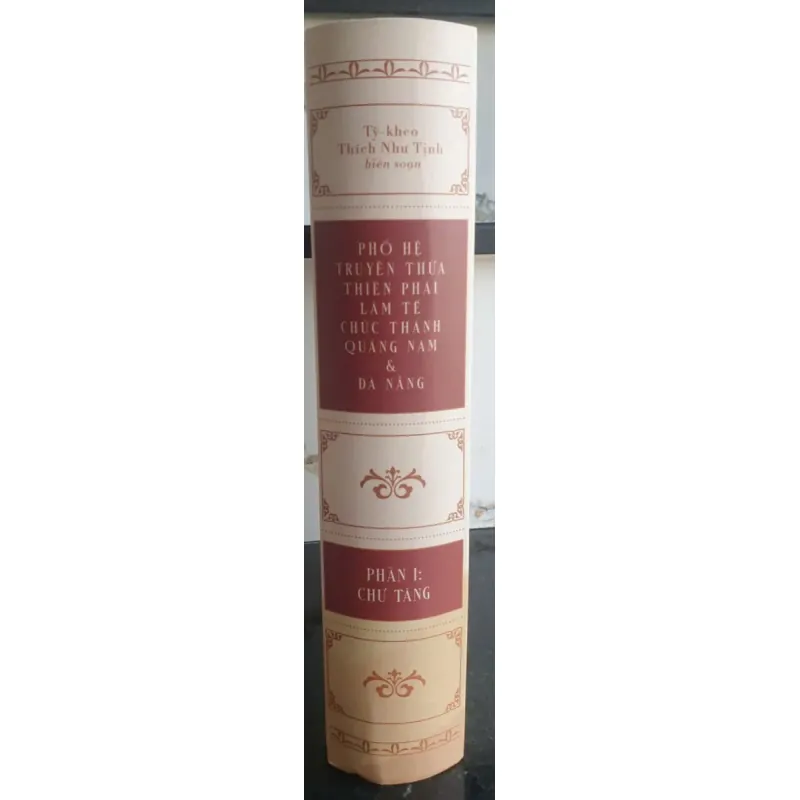 Tỳ-kheo
Thích Như Tịnh
biên soạn
PHỔ HỆ
TRUYỀN THỪA
THIỀN PHÁI
LÂM TẾ
CHÚC THÁNH
QUẢNG NAM
&
ĐÀ NẴNG
PHẦN I:
CHƯ TĂNG